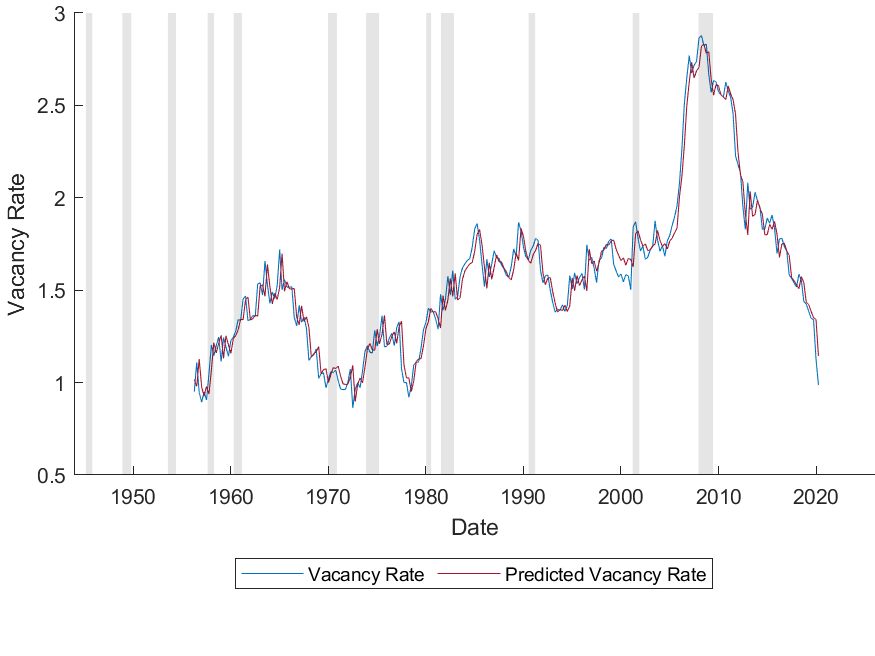 3
2.5
2
1.5
1
0.5
Vacancy Rate
1950 1960 1970 1980 1990 2000 2010 2020
Date
Vacancy Rate Predicted Vacancy Rate